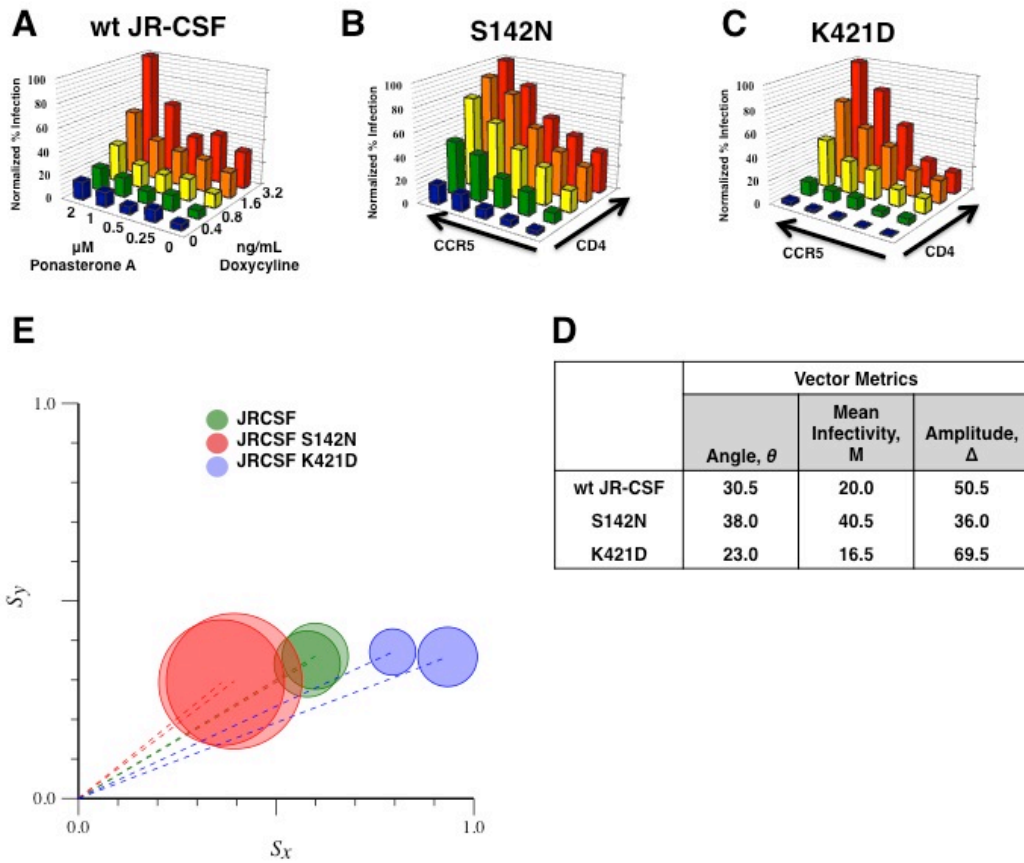 A
wt JR-CSF
Normalized % Infection
100
80
60
40
20
0
2
1
0.5
0.25
0
µM
Ponasterone A
0
0.4
0.8
1.6
3.2
ng/mL
Doxycyline
B
S142N
Normalized % Infection
100
80
60
40
20
0
CCR5
CD4
C
K421D
Normalized % Infection
100
80
60
40
20
0
CCR5
CD4
E
1.0
0.0
Sy
JRCSF
JRCSF S142N
JRCSF K421D
0.0
1.0
Sx
D
Vector Metrics
Angle, θ
Mean
Infectivity,
M
Amplitude,
Δ
wt JR-CSF 30.5 20.0 50.5
S142N 38.0 40.5 36.0
K421D 23.0 16.5 69.5